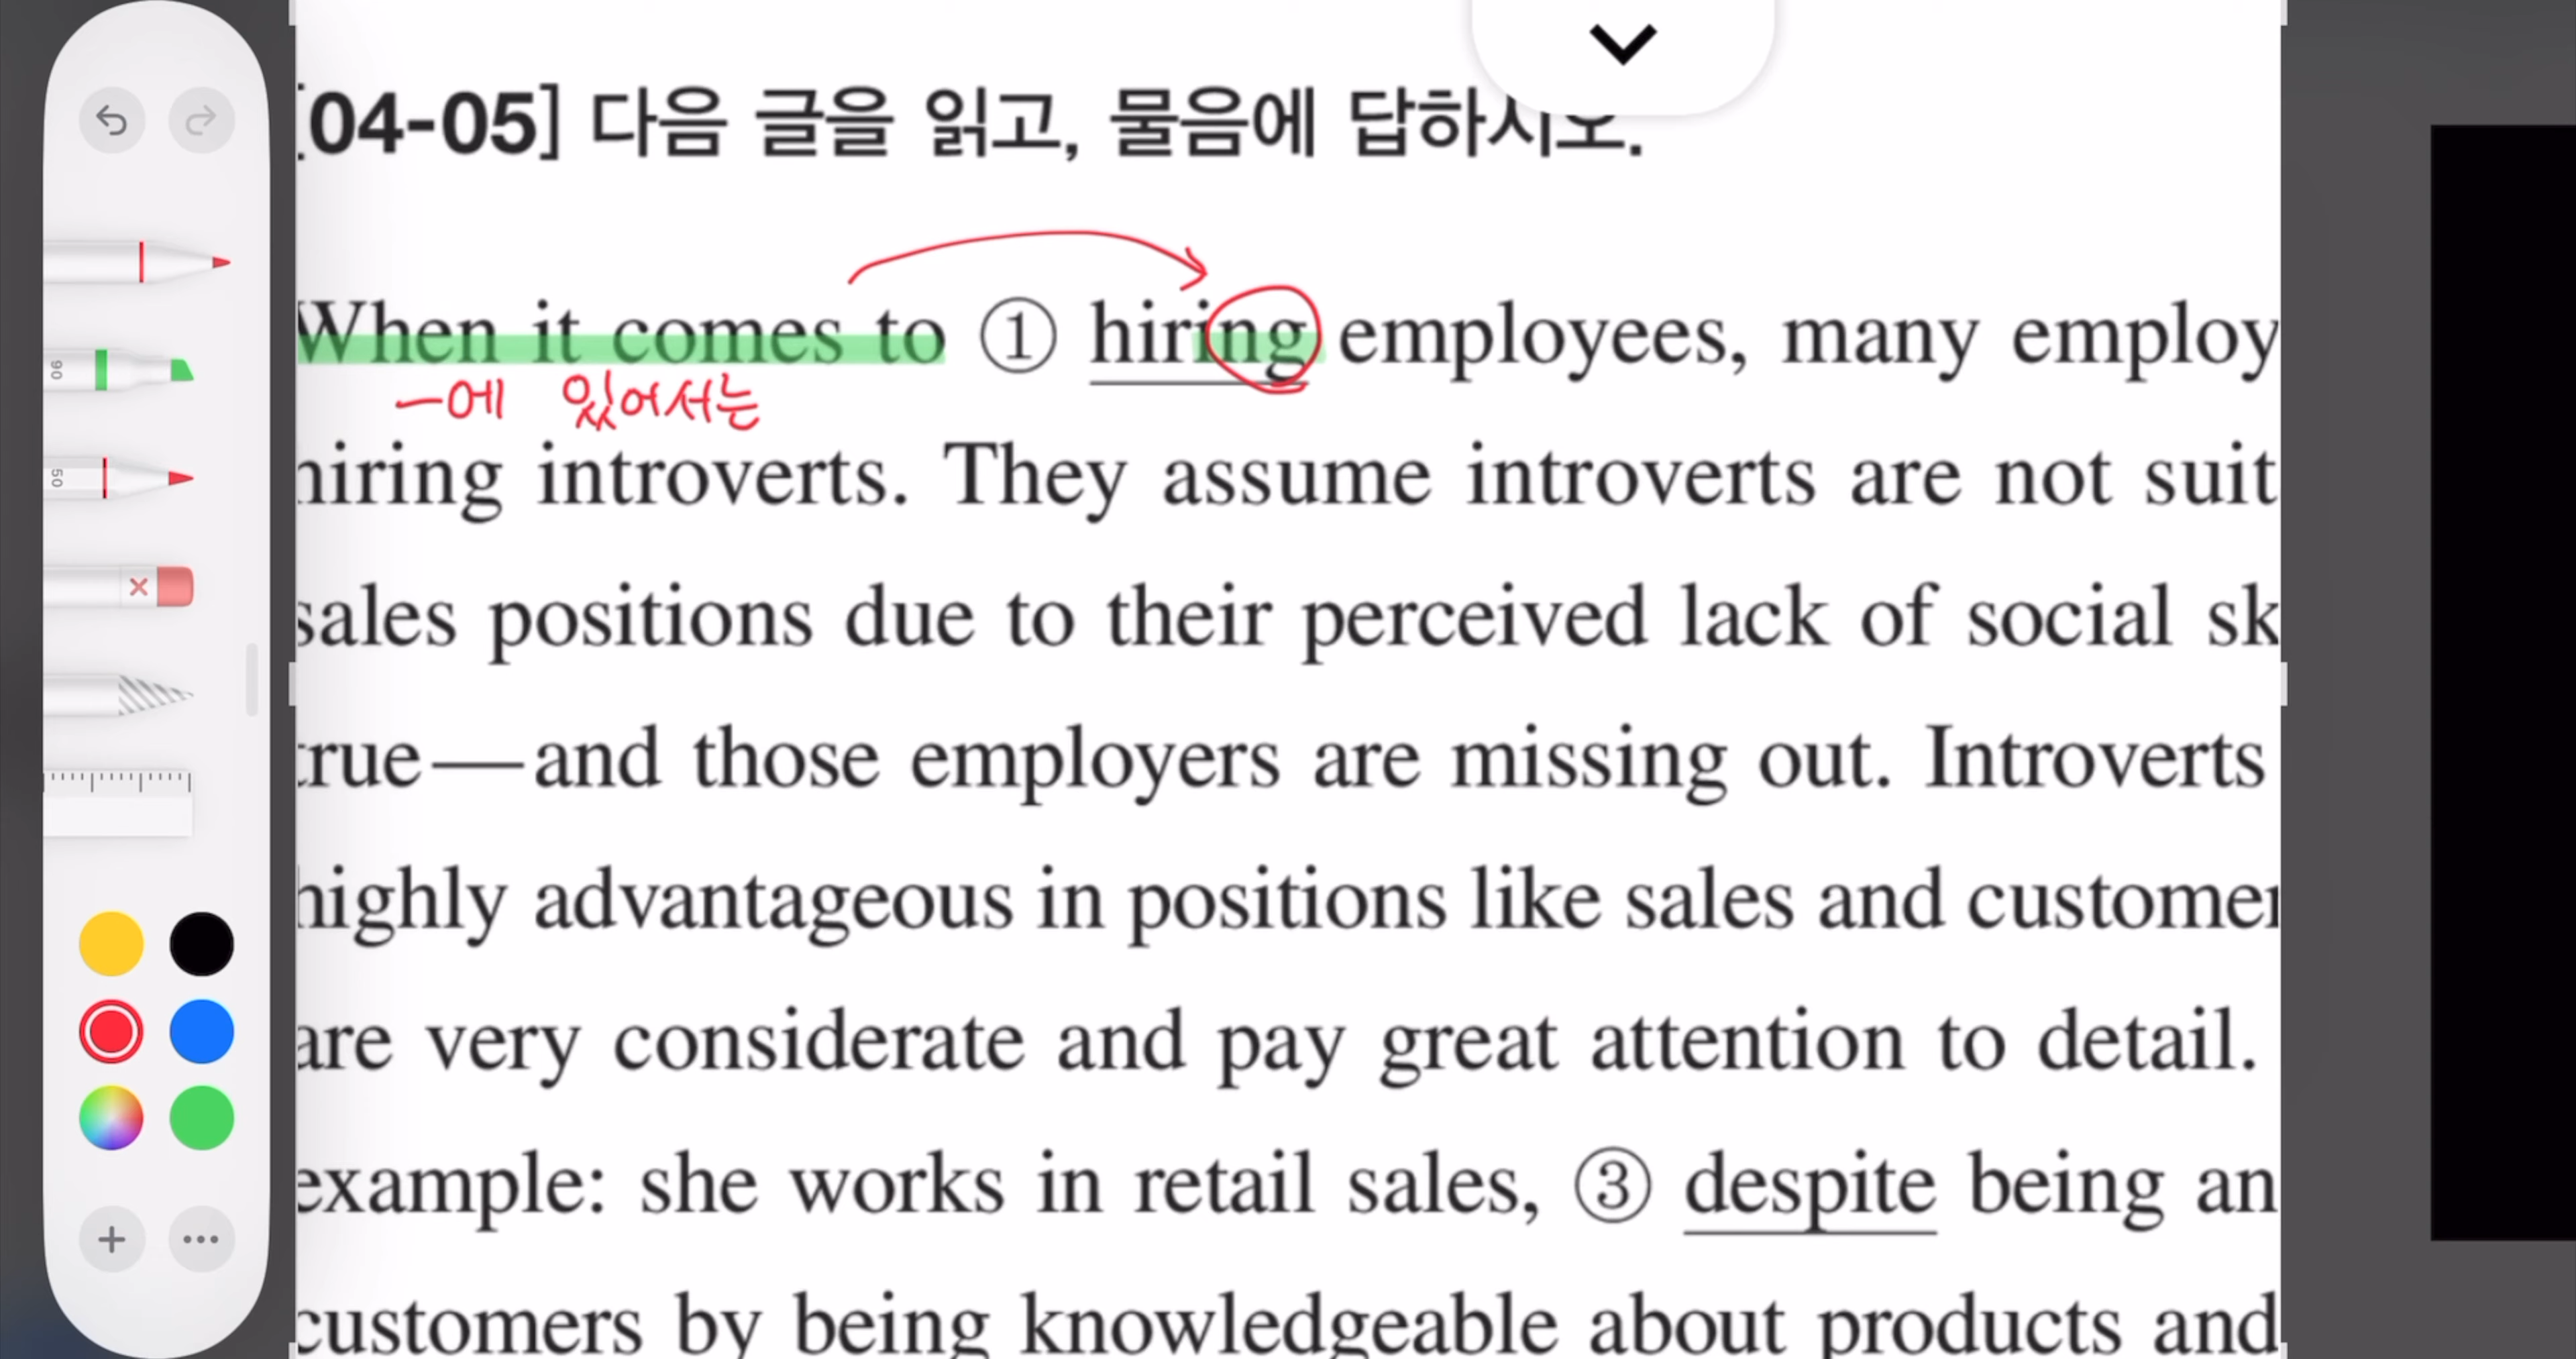 [04-05] 다음 글을 읽고, 물음에 답하시오.
When it comes to ① hiring employees, many employ
~에 있어서는
hiring introverts. They assume introverts are not suit
sales positions due to their perceived lack of social sk
true—and those employers are missing out. Introverts
highly advantageous in positions like sales and customer
are very considerate and pay great attention to detail.
example: she works in retail sales, ③ despite being an
customers by being knowledgeable about products and
90
50